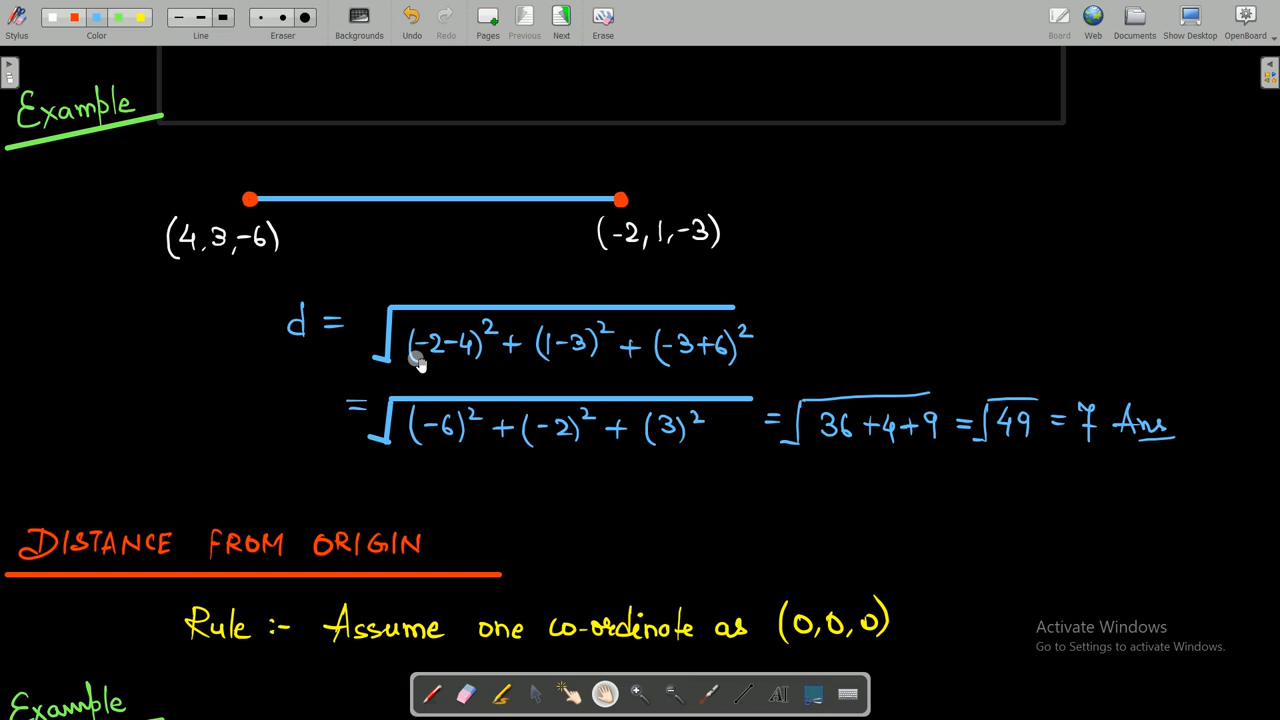 Stylus Color Line Eraser Backgrounds Undo Redo Pages Previous Next Erase Board Web Documents Show Desktop OpenBoard
Example
(4,3,-6) (-2,1,-3)
d = √(-2-4)² + (1-3)² + (-3+6)²
= √(-6)² + (-2)² + (3)² = √36+4+9 = √49 = 7 Ans
DISTANCE FROM ORIGIN
Rule :- Assume one co-ordinate as (0,0,0)
Activate Windows
Go to Settings to activate Windows.
Example